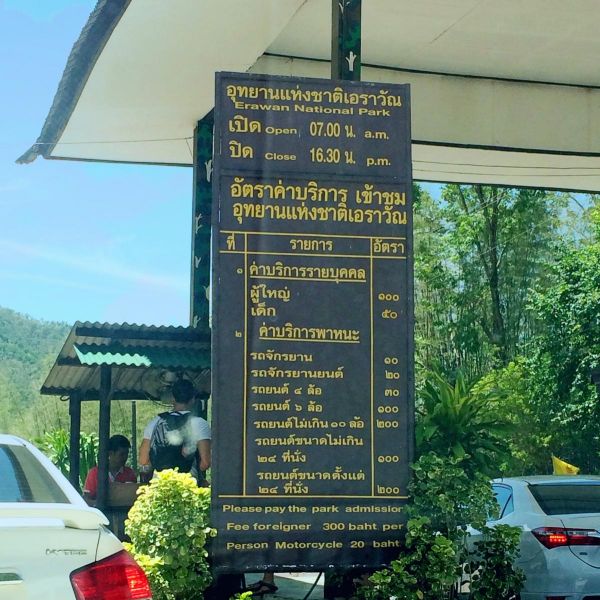 อุทยานแห่งชาติเอราวัณ
Erawan National Park
เปิด Open 07.00 น. a.m.
ปิด Close 16.30 น. p.m.
อัตราค่าบริการ เข้าชม
อุทยานแห่งชาติเอราวัณ
ที่ รายการ อัตรา
๑ ค่าบริการรายบุคคล
ผู้ใหญ่ ๑๐๐
เด็ก ๕๐
๒ ค่าบริการพาหนะ
รถจักรยาน ๑๐
รถจักรยานยนต์ ๒๐
รถยนต์ ๔ ล้อ ๓๐
รถยนต์ ๖ ล้อ ๑๐๐
รถยนต์ไม่เกิน ๑๐ ล้อ ๒๐๐
รถยนต์ขนาดไม่เกิน
๒๔ ที่นั่ง ๑๐๐
รถยนต์ขนาดตั้งแต่
๒๔ ที่นั่ง ๒๐๐
Please pay the park admission
Fee foreigner 300 baht per
Person Motorcycle 20 baht